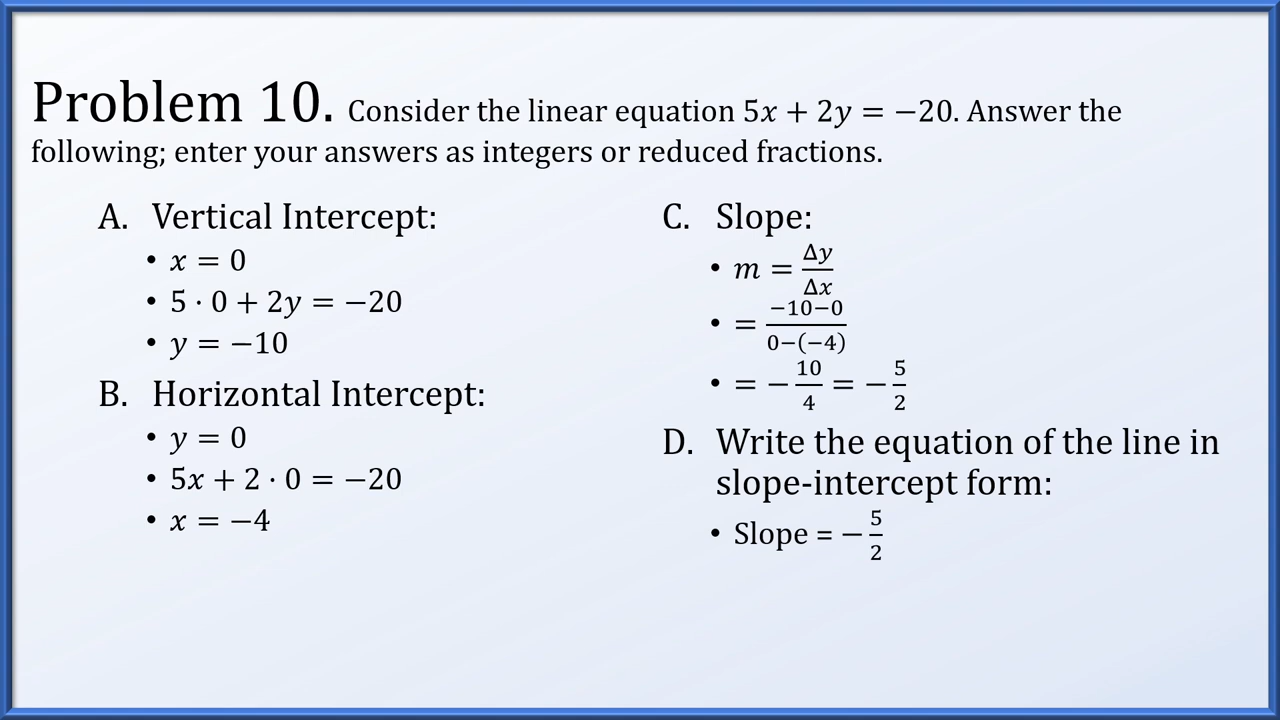 Problem 10. Consider the linear equation 5x + 2y = −20. Answer the
following; enter your answers as integers or reduced fractions.
A. Vertical Intercept:
• x = 0
• 5 · 0 + 2y = −20
• y = −10
B. Horizontal Intercept:
• y = 0
• 5x + 2 · 0 = −20
• x = −4
C. Slope:
• m = Δy/Δx
• = −10−0/0−(−4)
• = − 10/4 = − 5/2
D. Write the equation of the line in
slope-intercept form:
• Slope = − 5/2